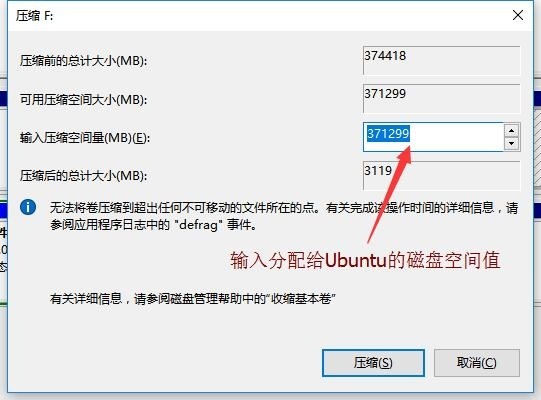 压缩 F:
压缩前的总计大小(MB): 374418
可用压缩空间大小(MB): 371299
输入压缩空间量(MB)(E): 371299
压缩后的总计大小(MB): 3119
无法将卷压缩到超出任何不可移动的文件所在的点。有关完成该操作时间的详细信息，请
参阅应用程序日志中的 "defrag" 事件。
输入分配给Ubuntu的磁盘空间值
有关详细信息，请参阅磁盘管理帮助中的“收缩基本卷”
压缩(S) 取消(C)